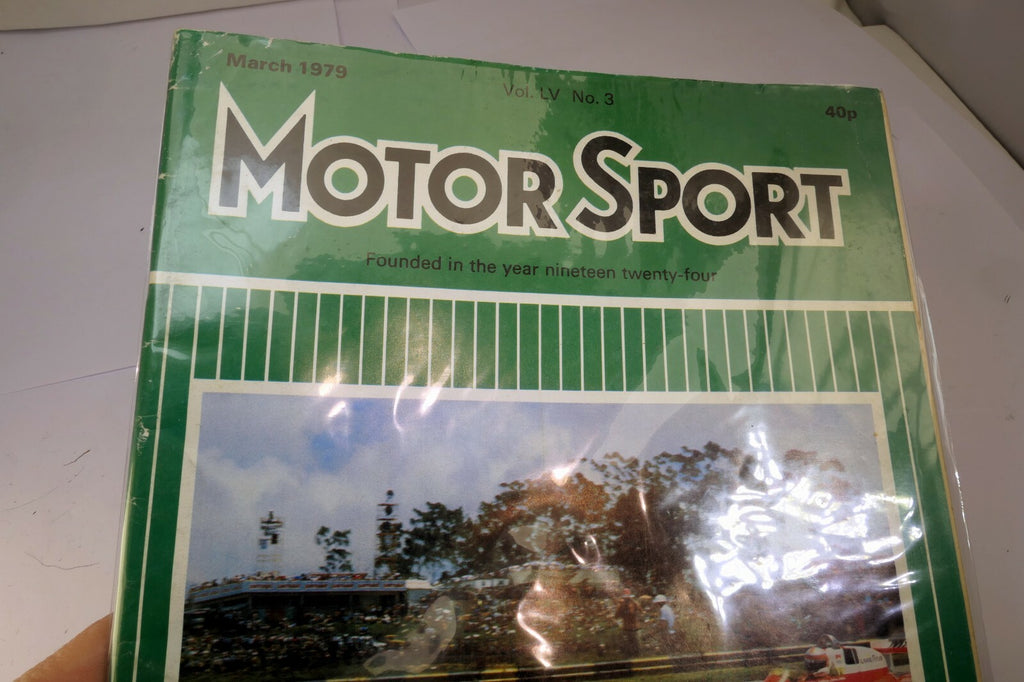 March 1979
Vol. LV No. 3
40p
MOTOR SPORT
Founded in the year nineteen twenty-four